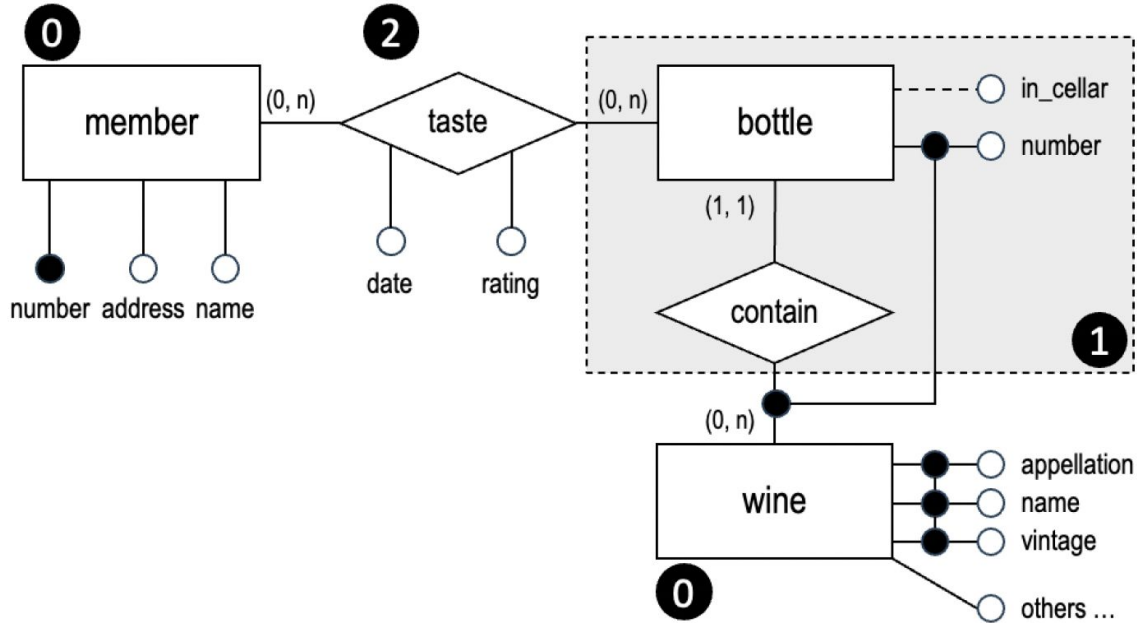 0
2
member
(0, n)
taste
(0, n)
bottle
in_cellar
number
(1, 1)
number
address
name
date
rating
contain
1
(0, n)
wine
appellation
name
vintage
0
others ...